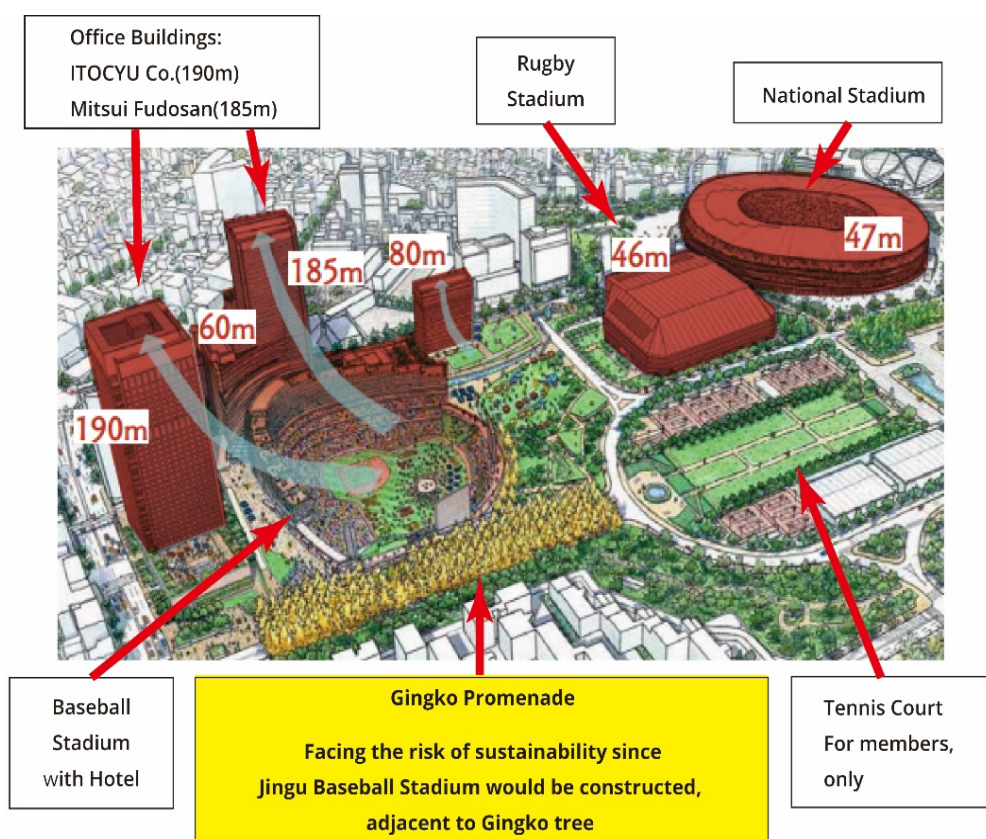 Office Buildings:
ITOCYU Co.(190m)
Mitsui Fudosan(185m)
Rugby
Stadium
National Stadium
185m
80m
46m
47m
60m
190m
Baseball
Stadium
with Hotel
Gingko Promenade
Facing the risk of sustainability since
Jingu Baseball Stadium would be constructed,
adjacent to Gingko tree
Tennis Court
For members,
only